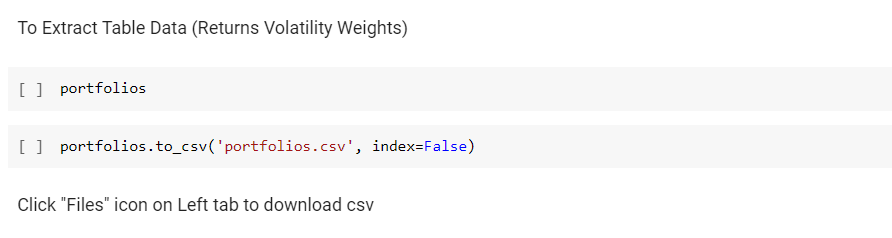 To Extract Table Data (Returns Volatility Weights)
[ ] portfolios
[ ] portfolios.to_csv('portfolios.csv', index=False)
Click "Files" icon on Left tab to download csv